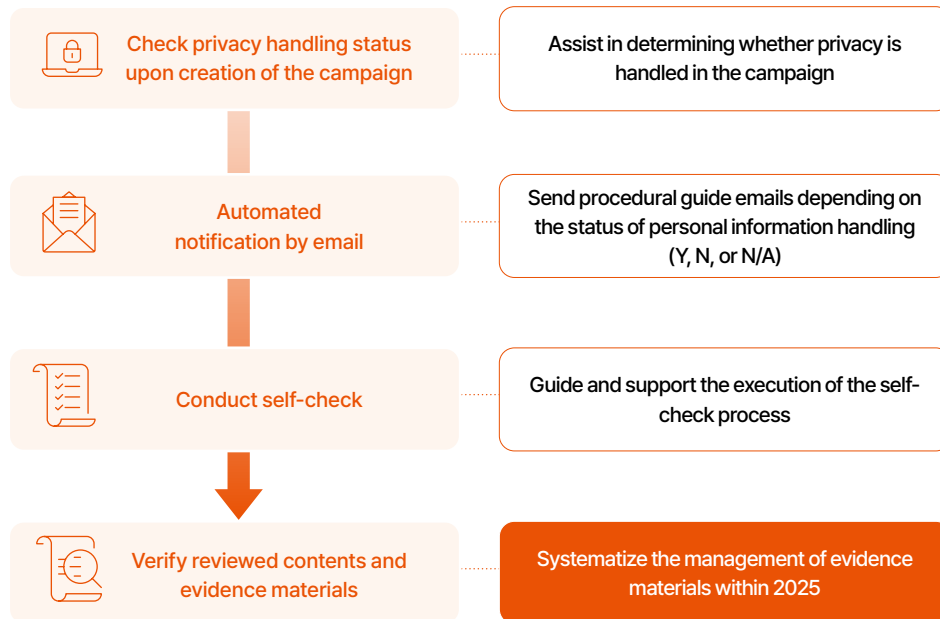 Check privacy handling status
upon creation of the campaign
Assist in determining whether privacy is
handled in the campaign
Automated
notification by email
Send procedural guide emails depending on
the status of personal information handling
(Y, N, or N/A)
Conduct self-check
Guide and support the execution of the self-
check process
Verify reviewed contents and
evidence materials
Systematize the management of evidence
materials within 2025